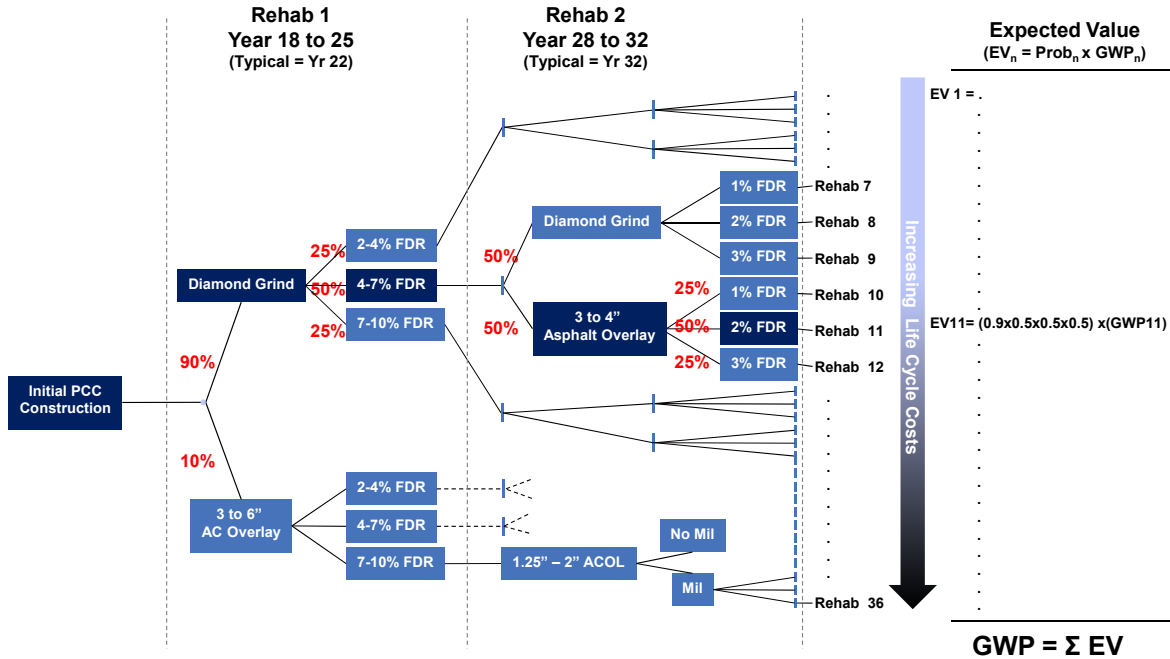 Rehab 1
Year 18 to 25
(Typical = Yr 22)
Rehab 2
Year 28 to 32
(Typical = Yr 32)
Expected Value
(EVn = Probn x GWPn)
EV 1 = .
Initial PCC
Construction
90%
10%
Diamond Grind
25%
50%
25%
2-4% FDR
4-7% FDR
7-10% FDR
50%
50%
Diamond Grind
1% FDR
2% FDR
3% FDR
Rehab 7
Rehab 8
Rehab 9
3 to 4”
Asphalt Overlay
25%
50%
25%
1% FDR
2% FDR
3% FDR
Rehab 10
Rehab 11
Rehab 12
Increasing Life Cycle Costs
EV11= (0.9x0.5x0.5x0.5) x(GWP11)
3 to 6”
AC Overlay
2-4% FDR
4-7% FDR
7-10% FDR
1.25” – 2” ACOL
No Mil
Mil
Rehab 36
GWP = Σ EV